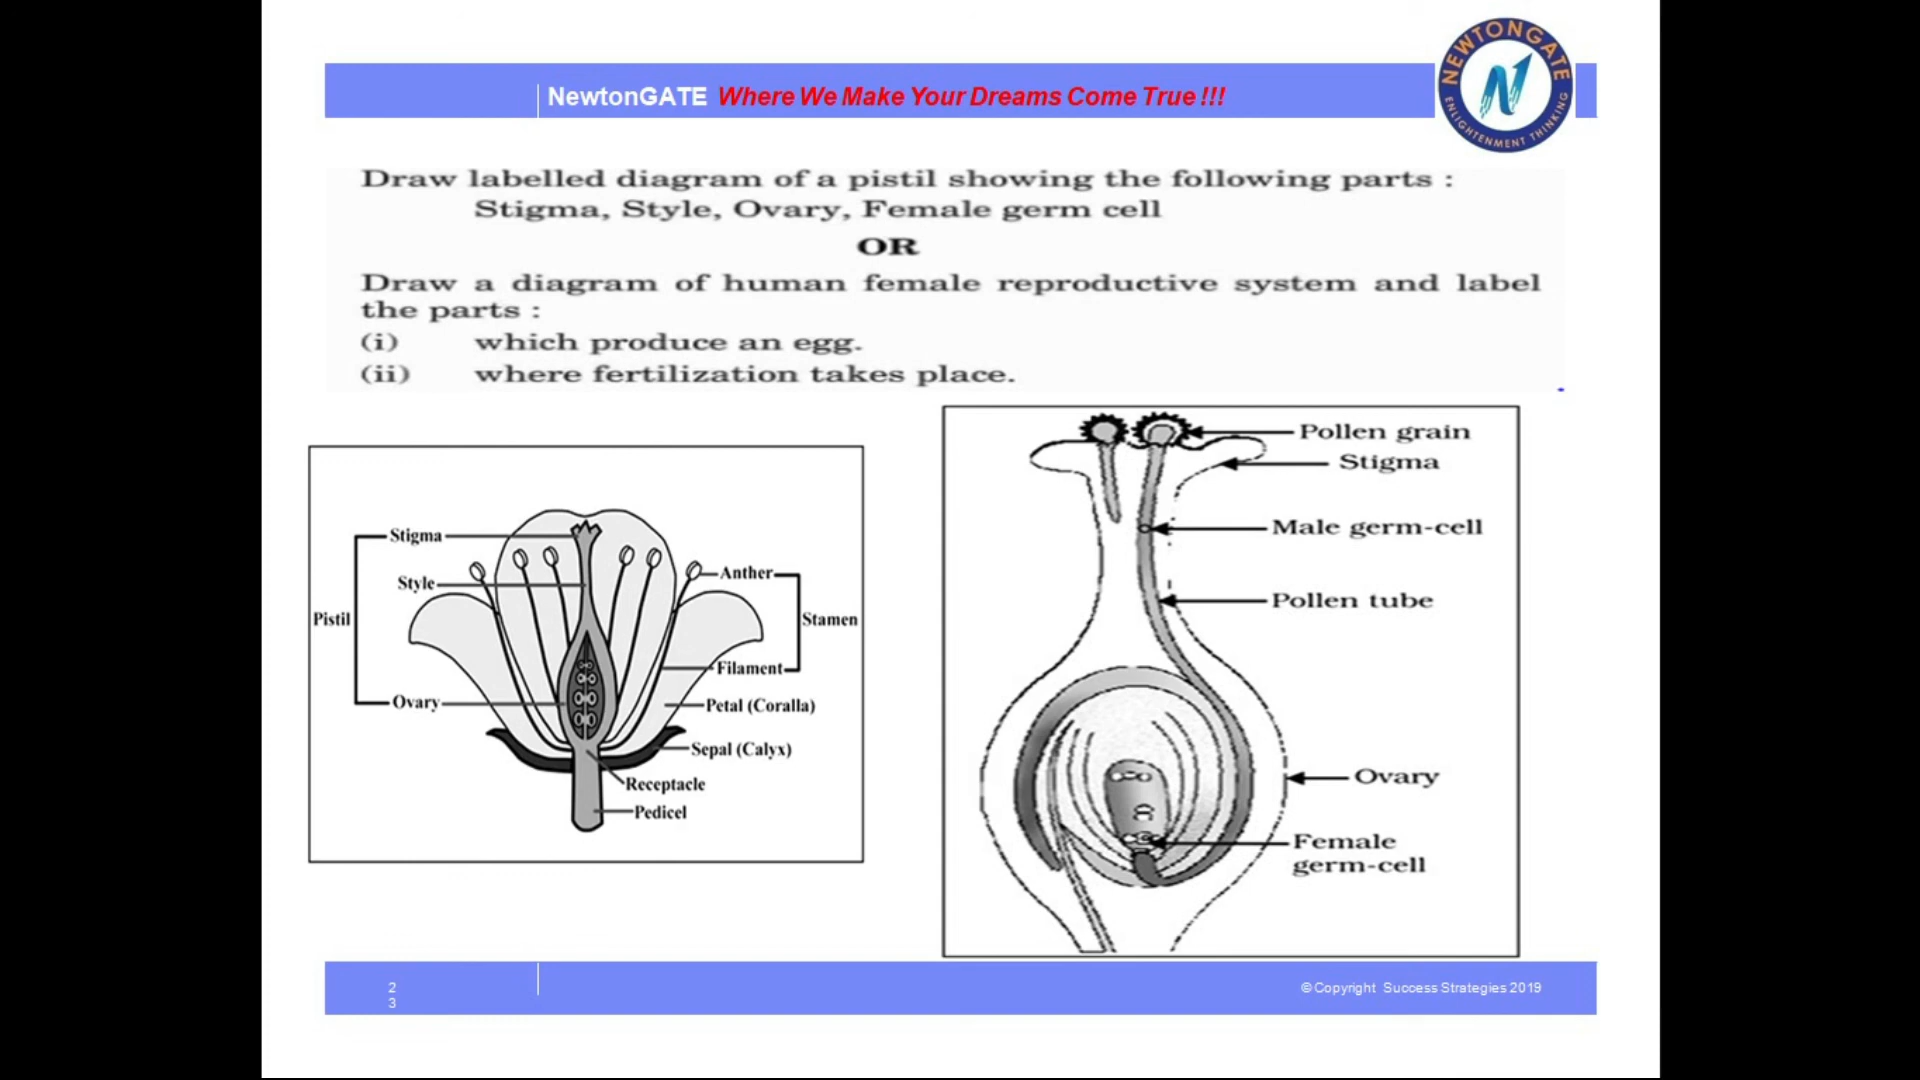 NewtonGATE Where We Make Your Dreams Come True !!!
NEWTONGATE
ENLIGHTENMENT THINKING
Draw labelled diagram of a pistil showing the following parts :
Stigma, Style, Ovary, Female germ cell
OR
Draw a diagram of human female reproductive system and label
the parts :
(i) which produce an egg.
(ii) where fertilization takes place.
Stigma
Style
Pistil
Ovary
Anther
Stamen
Filament
Petal (Coralla)
Sepal (Calyx)
Receptacle
Pedicel
Pollen grain
Stigma
Male germ-cell
Pollen tube
Ovary
Female
germ-cell
2
3
© Copyright Success Strategies 2019